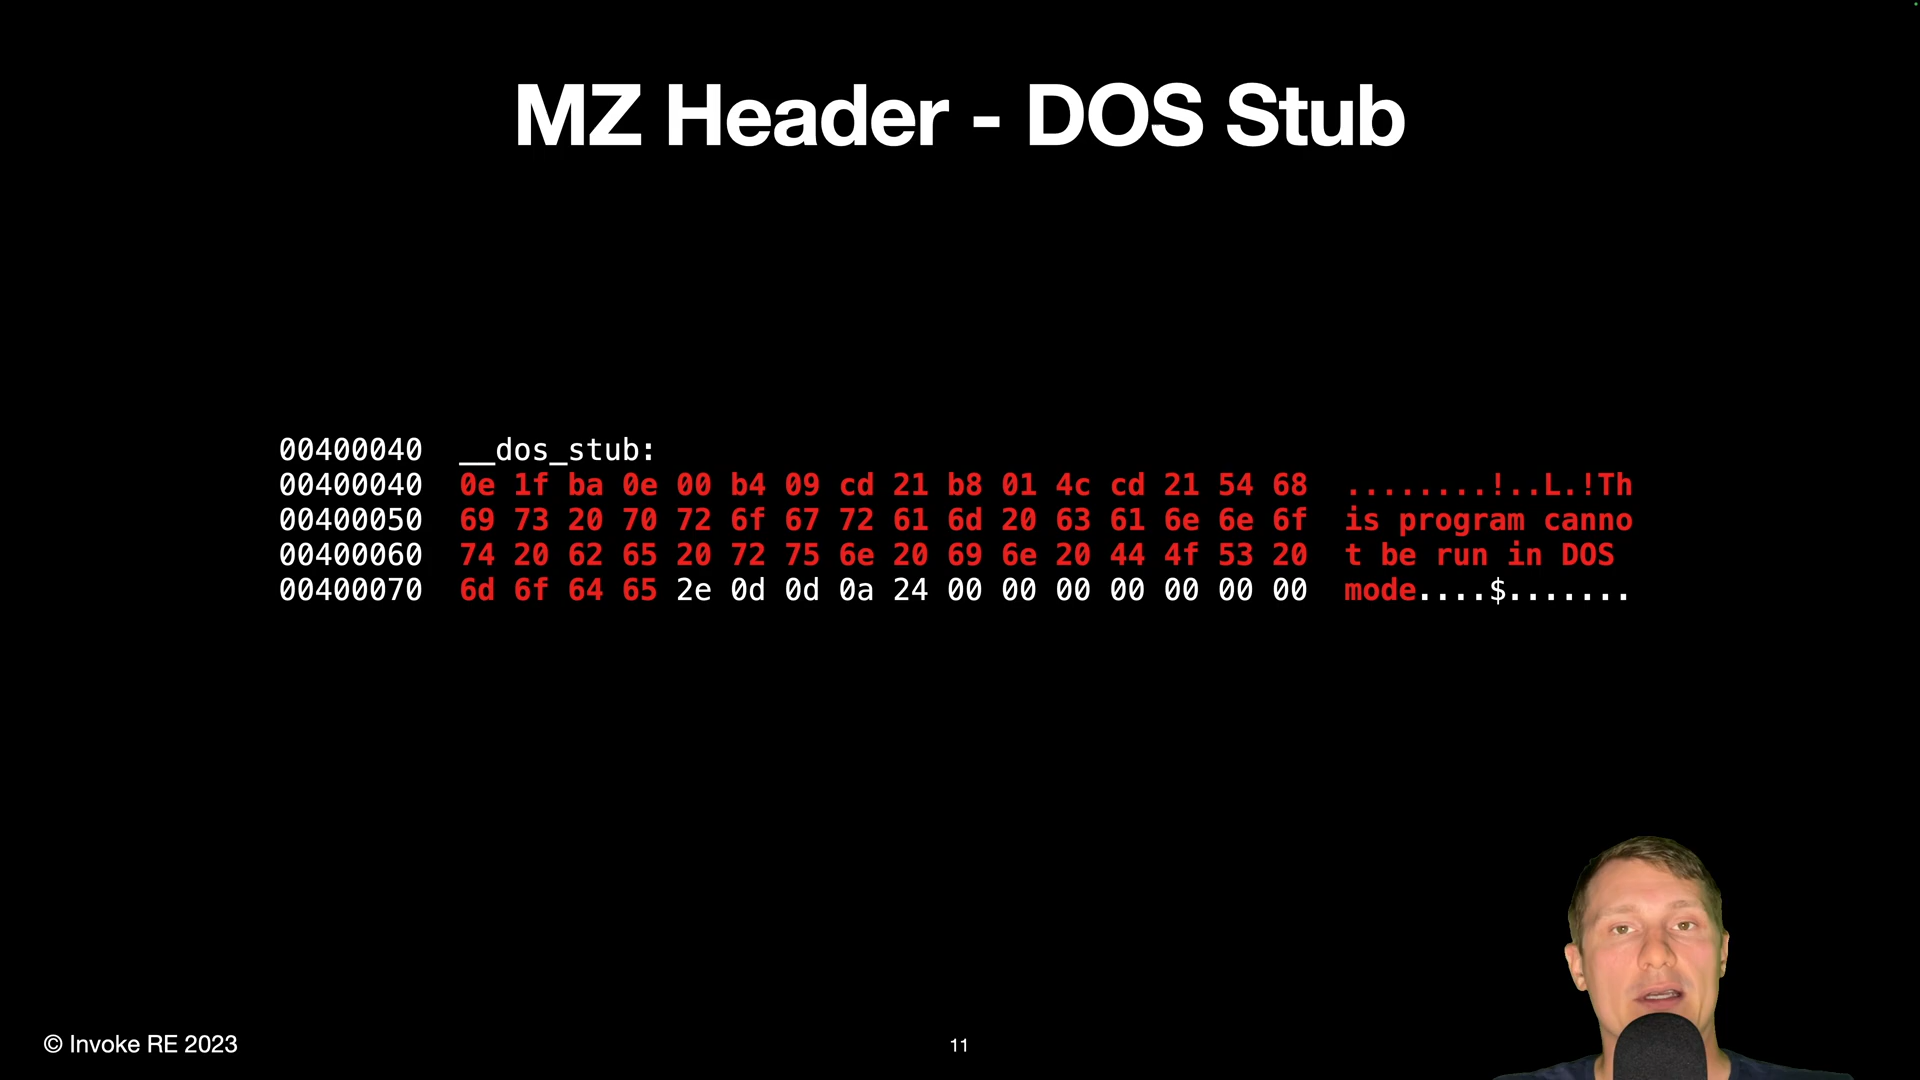 MZ Header - DOS Stub
00400040  __dos_stub:
00400040  0e 1f ba 0e 00 b4 09 cd 21 b8 01 4c cd 21 54 68  ........!..L.!Th
00400050  69 73 20 70 72 6f 67 72 61 6d 20 63 61 6e 6e 6f  is program canno
00400060  74 20 62 65 20 72 75 6e 20 69 6e 20 44 4f 53 20  t be run in DOS
00400070  6d 6f 64 65 2e 0d 0d 0a 24 00 00 00 00 00 00 00  mode....$.......
© Invoke RE 2023
11